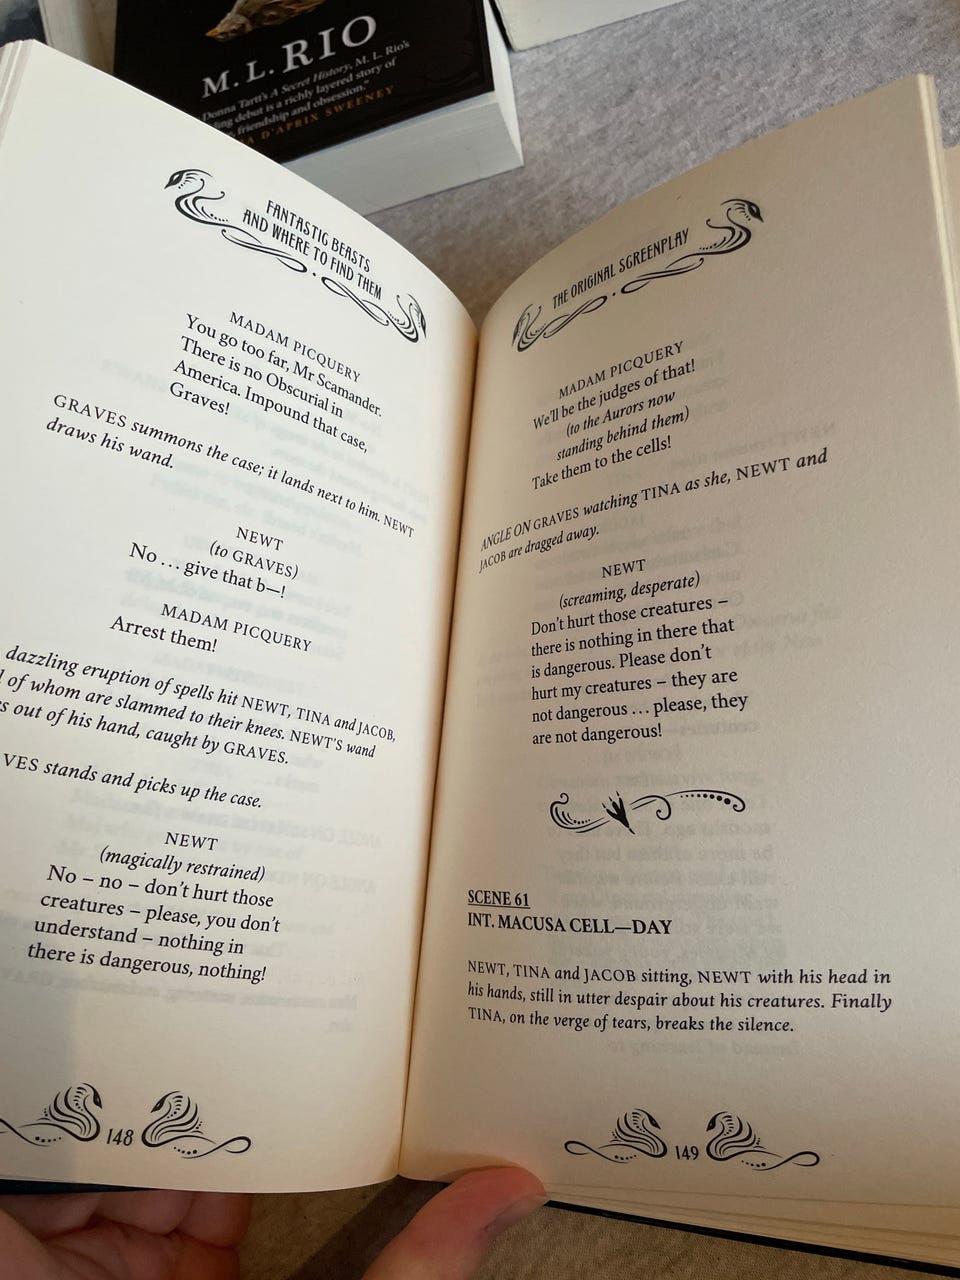 M.L. RIO
Donna Tartt's A Secret History, M. L. Rio's
debut is a richly layered story of
friendship and obsession."
D'APRIX SWEENEY
FANTASTIC BEASTS
AND WHERE TO FIND THEM
MADAM PICQUERY
You go too far, Mr Scamander.
There is no Obscurial in
America. Impound that case,
Graves!
GRAVES summons the case; it lands next to him. NEWT
draws his wand.
NEWT
(to GRAVES)
No ... give that b—!
MADAM PICQUERY
Arrest them!
dazzling eruption of spells hit NEWT, TINA and JACOB,
of whom are slammed to their knees. NEWT'S wand
out of his hand, caught by GRAVES.
VES stands and picks up the case.
NEWT
(magically restrained)
No – no – don't hurt those
creatures – please, you don't
understand – nothing in
there is dangerous, nothing!
148
THE ORIGINAL SCREENPLAY
MADAM PICQUERY
We'll be the judges of that!
(to the Aurors now
standing behind them)
Take them to the cells!
ANGLE ON GRAVES watching TINA as she, NEWT and
JACOB are dragged away.
NEWT
(screaming, desperate)
Don't hurt those creatures –
there is nothing in there that
is dangerous. Please don't
hurt my creatures – they are
not dangerous ... please, they
are not dangerous!
SCENE 61
INT. MACUSA CELL—DAY
NEWT, TINA and JACOB sitting, NEWT with his head in
his hands, still in utter despair about his creatures. Finally
TINA, on the verge of tears, breaks the silence.
149